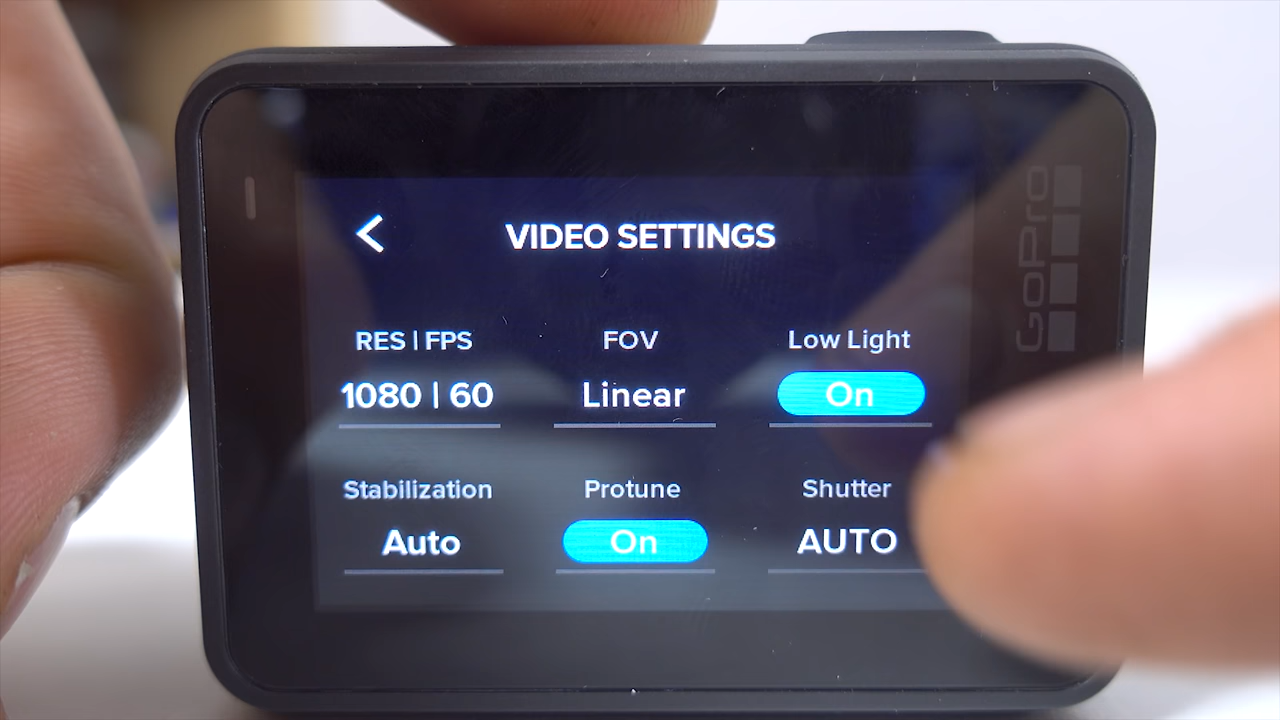 VIDEO SETTINGS
RES | FPS
FOV
Low Light
1080 | 60
Linear
On
Stabilization
Protune
Shutter
Auto
On
AUTO
GoPro